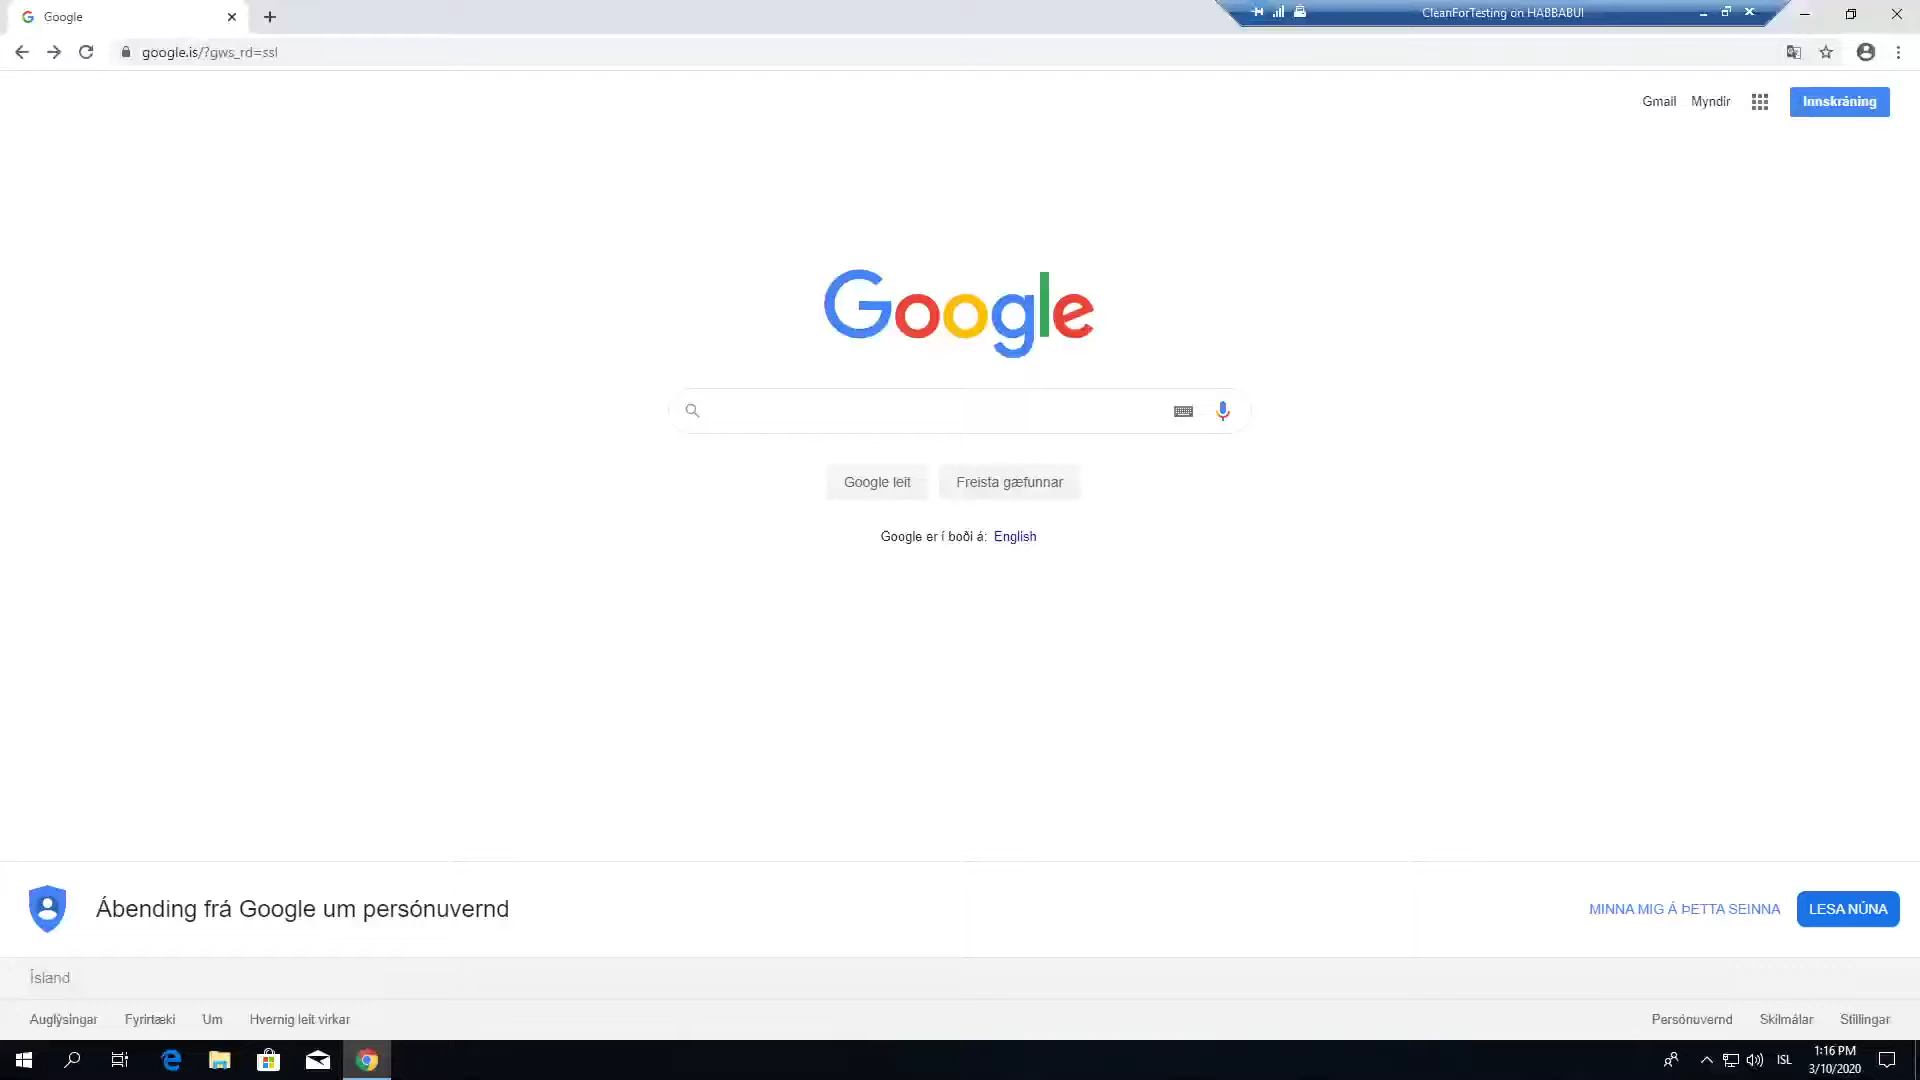 Google
CleanForTesting on HABBABUI
google.is/?gws_rd=ssl
Gmail Myndir Innskráning
Google
Google leit Freista gæfunnar
Google er í boði á: English
Ábending frá Google um persónuvernd
MINNA MIG Á ÞETTA SEINNA LESA NÚNA
Ísland
Auglýsingar Fyrirtæki Um Hvernig leit virkar Persónuvernd Skilmálar Stillingar
ISL 1:16 PM
3/10/2020